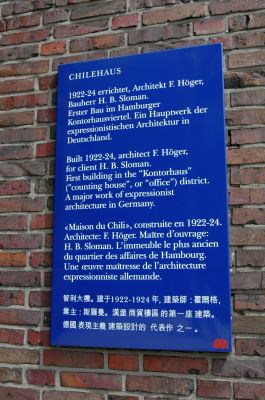 CHILEHAUS
1922-24 errichtet, Architekt F. Höger,
Bauherr H. B. Sloman.
Erster Bau im Hamburger
Kontorhausviertel. Ein Hauptwerk der
expressionistischen Architektur in
Deutschland.
Built 1922-24, architect F. Höger,
for client H. B. Sloman.
First building in the "Kontorhaus"
("counting house", or "office") district.
A major work of expressionist
architecture in Germany.
«Maison du Chili», construite en 1922-24.
Architecte: F. Höger. Maître d'ouvrage:
H. B. Sloman. L'immeuble le plus ancien
du quartier des affaires de Hambourg.
Une œuvre maîtresse de l'architecture
expressionniste allemande.
智利大樓。建于1922-1924年,建築師:霍爾格,
業主:斯羅曼。漢堡商貿樓區的第一座建築。
德國表現主義建築設計的代表作之一。